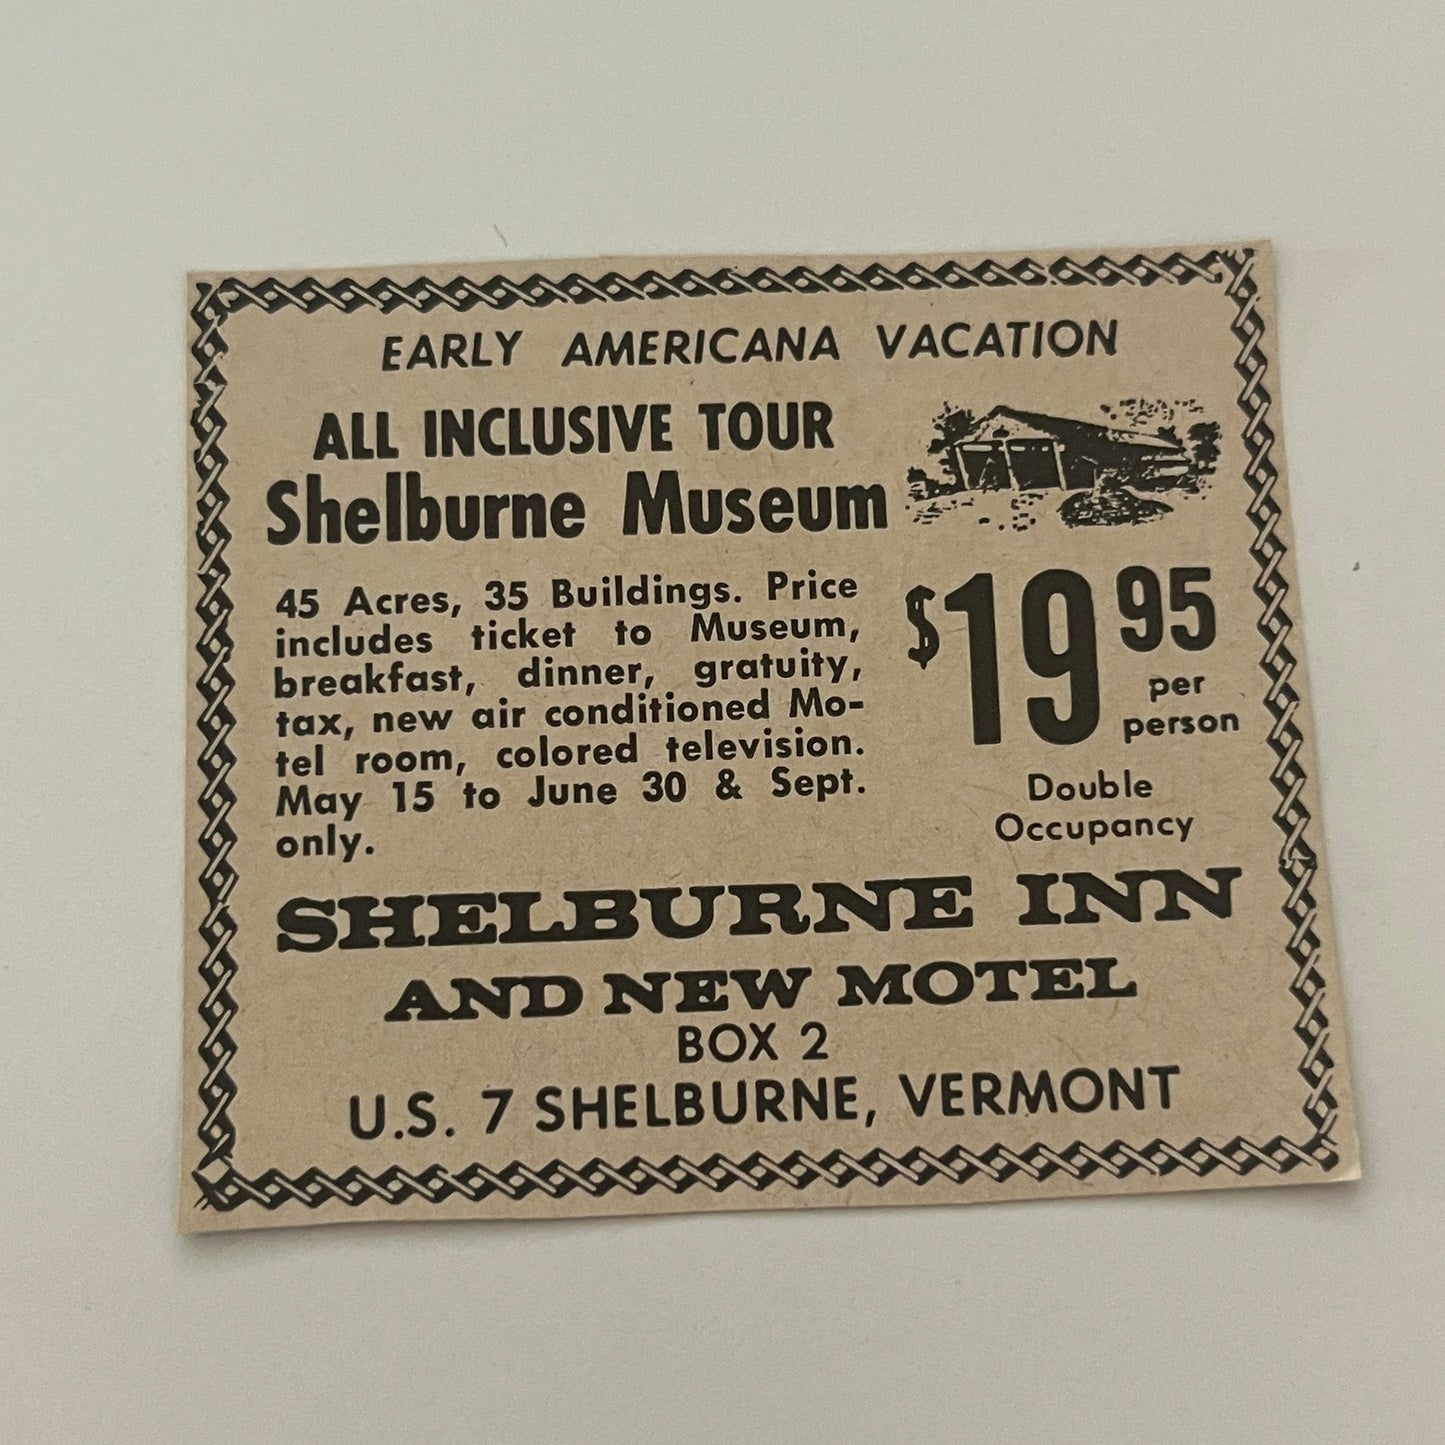 EARLY AMERICANA VACATION
ALL INCLUSIVE TOUR
Shelburne Museum
45 Acres, 35 Buildings. Price
includes ticket to Museum,
breakfast, dinner, gratuity,
tax, new air conditioned Mo-
tel room, colored television.
May 15 to June 30 & Sept.
only.
$19 95
per
person
Double
Occupancy
SHELBURNE INN
AND NEW MOTEL
BOX 2
U.S. 7 SHELBURNE, VERMONT